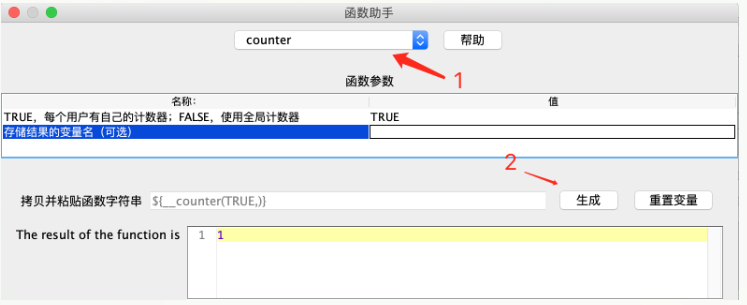 函数助手
counter 帮助
1
函数参数
名称: 值
TRUE，每个用户有自己的计数器；FALSE，使用全局计数器 TRUE
存储结果的变量名（可选）
2
拷贝并粘贴函数字符串 ${__counter(TRUE,)} 生成 重置变量
The result of the function is 1 1